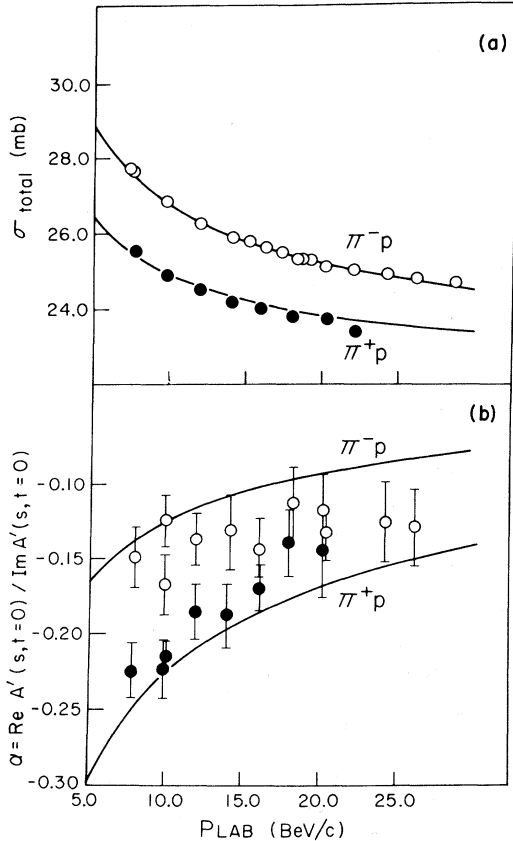 (a)
30.0
28.0
26.0
24.0
σ total (mb)
π⁻p
π⁺p
(b)
π⁻p
π⁺p
-0.10
-0.15
-0.20
-0.25
-0.30
α = Re A′(s,t=0) / Im A′(s,t=0)
5.0 10.0 15.0 20.0 25.0
PLAB (BeV/c)